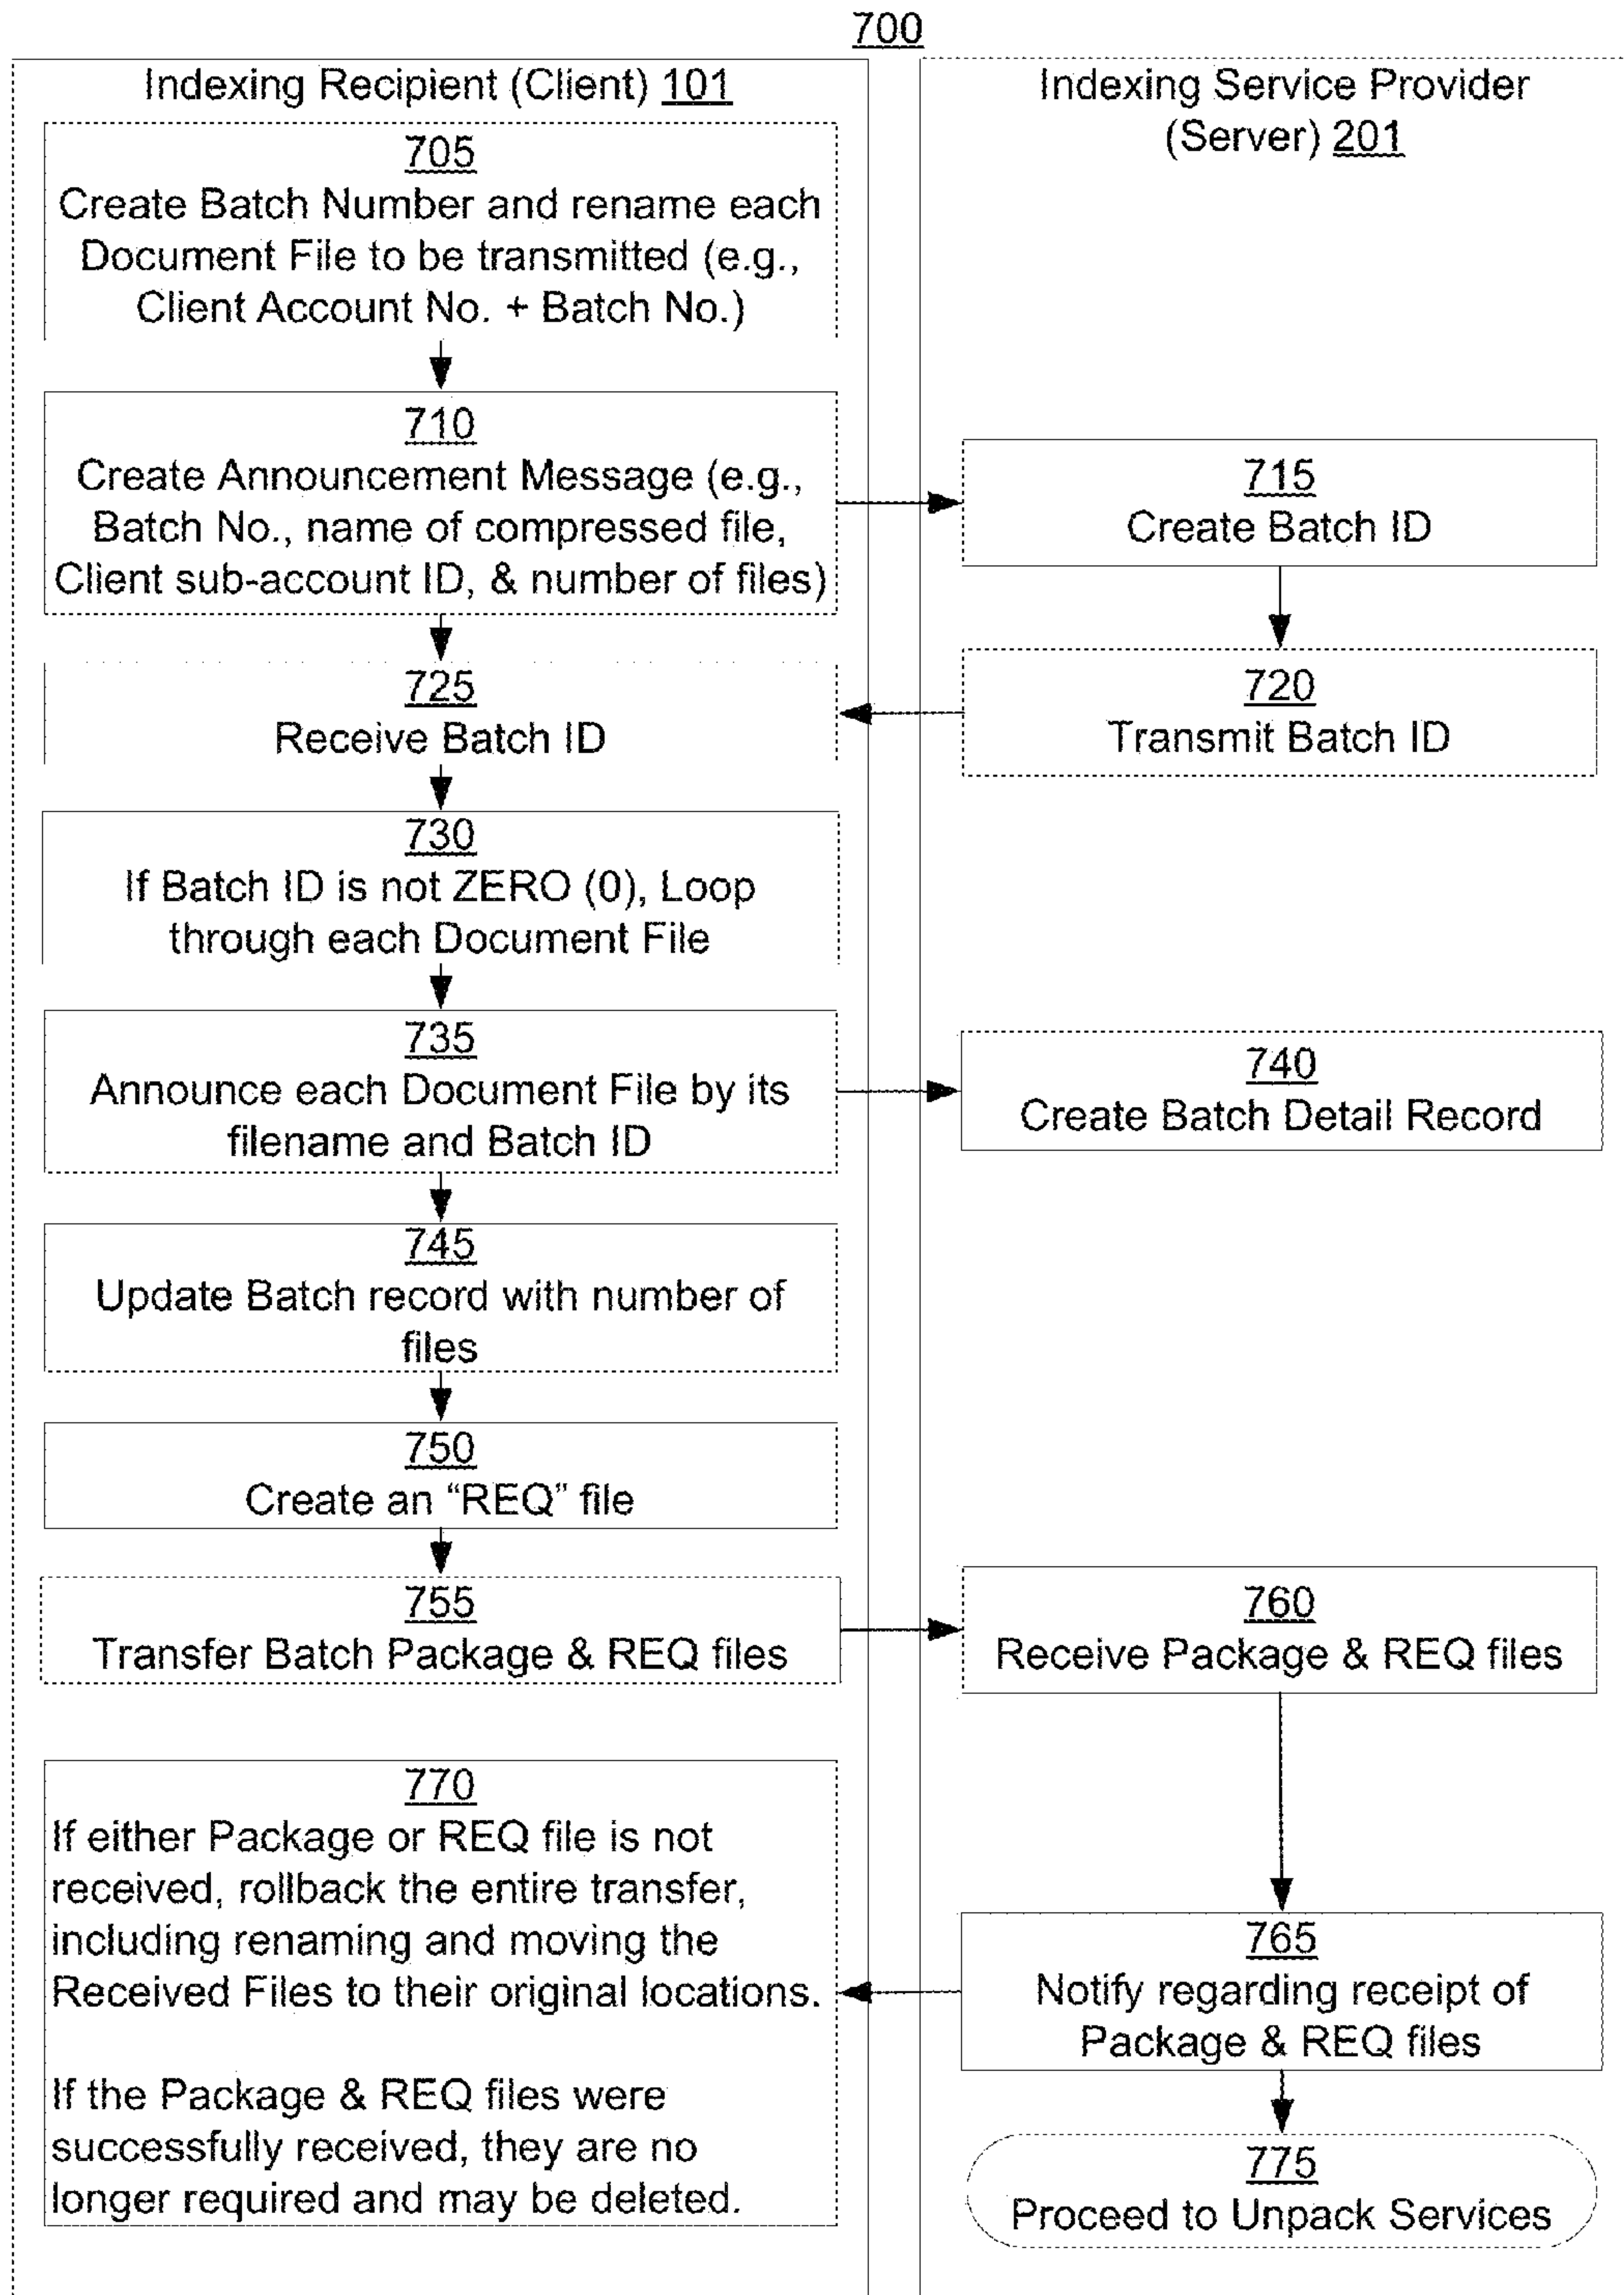 700
Indexing Recipient (Client) 101
705
Create Batch Number and rename each
Document File to be transmitted (e.g.,
Client Account No. + Batch No.)
710
Create Announcement Message (e.g.,
Batch No., name of compressed file,
Client sub-account ID, & number of files)
725
Receive Batch ID
730
If Batch ID is not ZERO (0), Loop
through each Document File
735
Announce each Document File by its
filename and Batch ID
745
Update Batch record with number of
files
750
Create an “REQ” file
755
Transfer Batch Package & REQ files
770
If either Package or REQ file is not
received, rollback the entire transfer,
including renaming and moving the
Received Files to their original locations.
If the Package & REQ files were
successfully received, they are no
longer required and may be deleted.
Indexing Service Provider
(Server) 201
715
Create Batch ID
720
Transmit Batch ID
740
Create Batch Detail Record
760
Receive Package & REQ files
765
Notify regarding receipt of
Package & REQ files
775
Proceed to Unpack Services